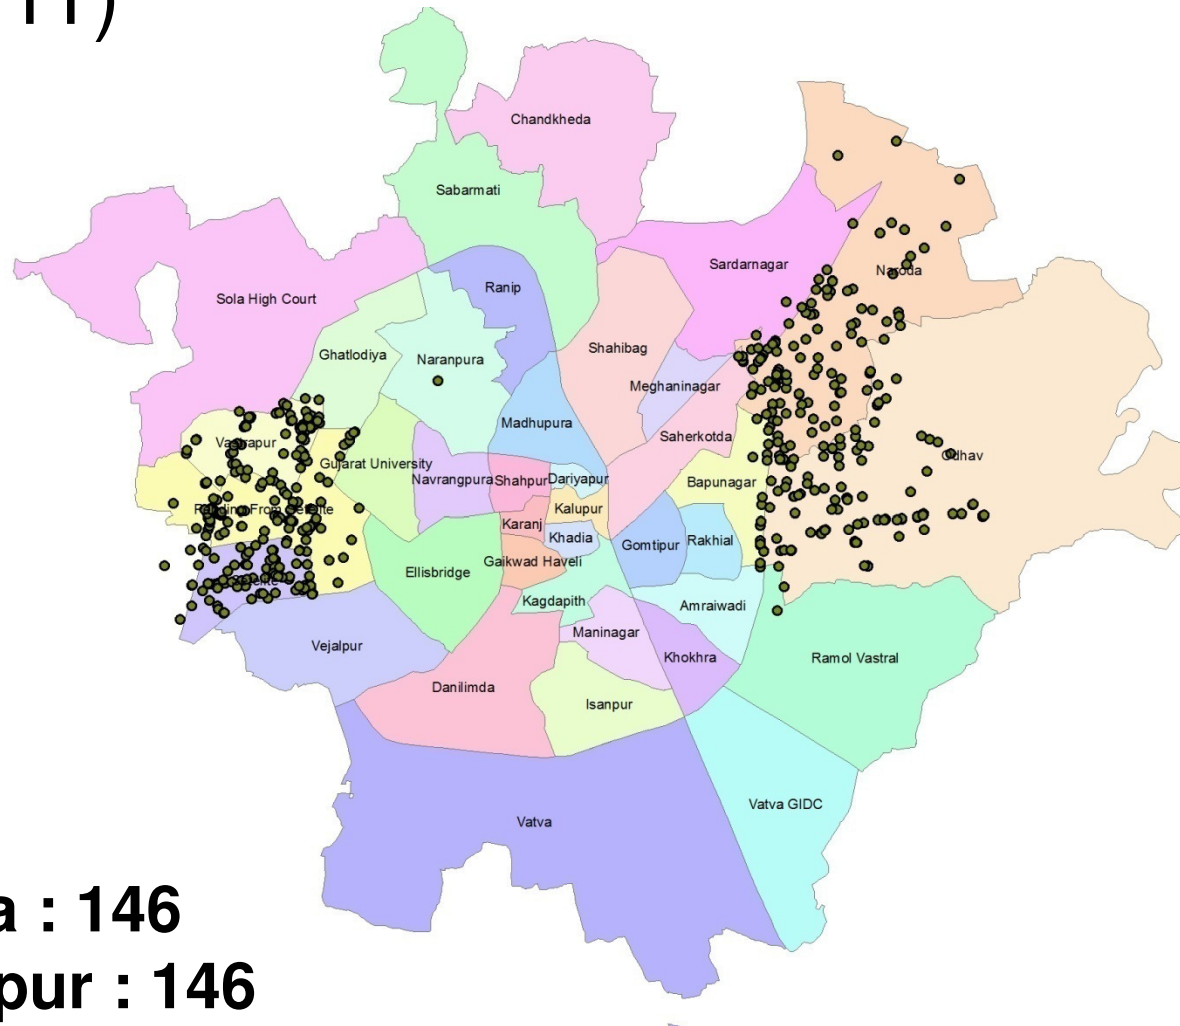 11)
Chandkheda
Sabarmati
Sardarnagar
Naroda
Ranip
Sola High Court
Shahibag
Ghatlodiya
Naranpura
Meghaninagar
Madhupura
Saherkotda
Vastrapur
Odhav
Gujarat University
Navrangpura
Shahpur
Dariyapur
Bapunagar
Kalupur
Karanj
Khadia
Gomtipur
Rakhial
Gaikwad Haveli
Ellisbridge
Kagdapith
Amraiwadi
Maninagar
Vejalpur
Khokhra
Ramol Vastral
Danilimda
Isanpur
Vatva GIDC
Vatva
a : 146
pur : 146